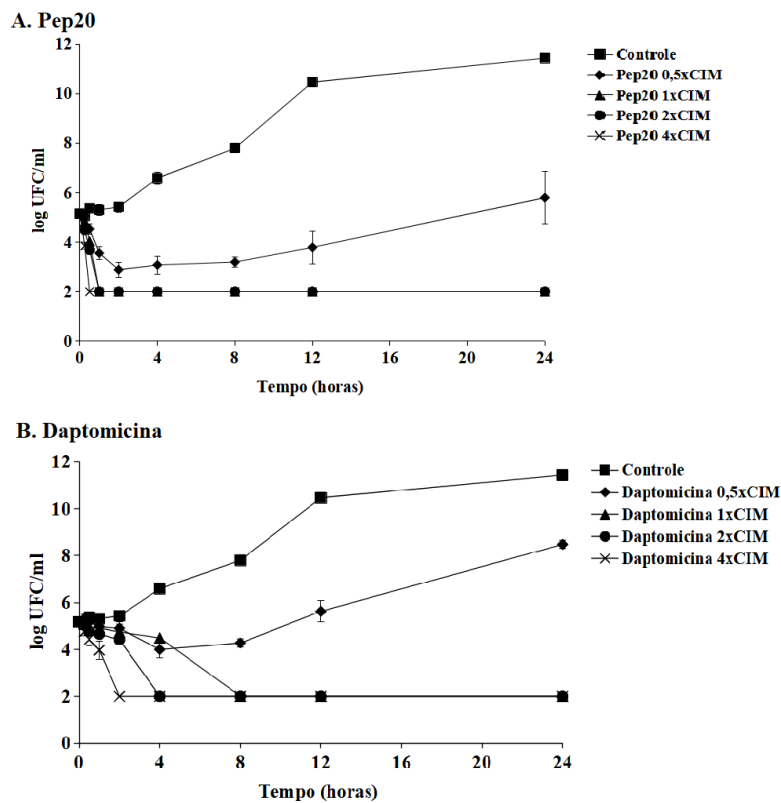 A. Pep20
12
10
8
6
4
2
0
log UFC/ml
0
4
8
12
16
20
24
Tempo (horas)
Controle
Pep20 0,5xCIM
Pep20 1xCIM
Pep20 2xCIM
Pep20 4xCIM
B. Daptomicina
12
10
8
6
4
2
0
log UFC/ml
0
4
8
12
16
20
24
Tempo (horas)
Controle
Daptomicina 0,5xCIM
Daptomicina 1xCIM
Daptomicina 2xCIM
Daptomicina 4xCIM